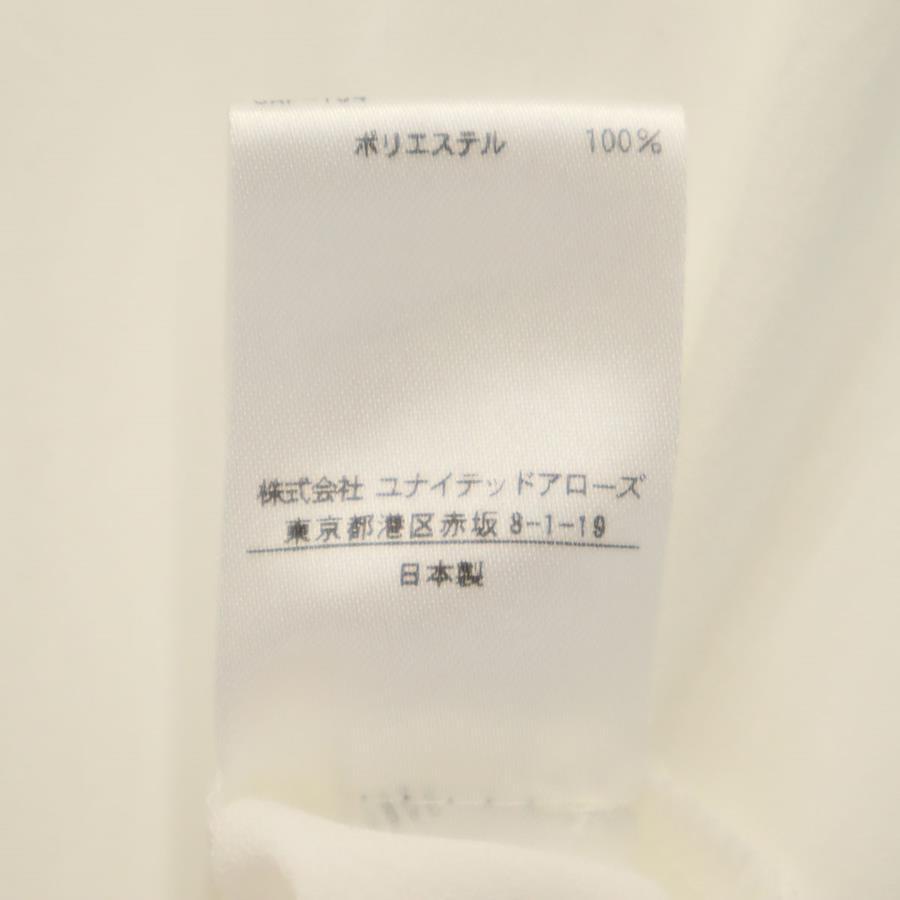 ポリエステル 100%
株式会社 ユナイテッドアローズ
東京都港区赤坂 8-1-19
日本製